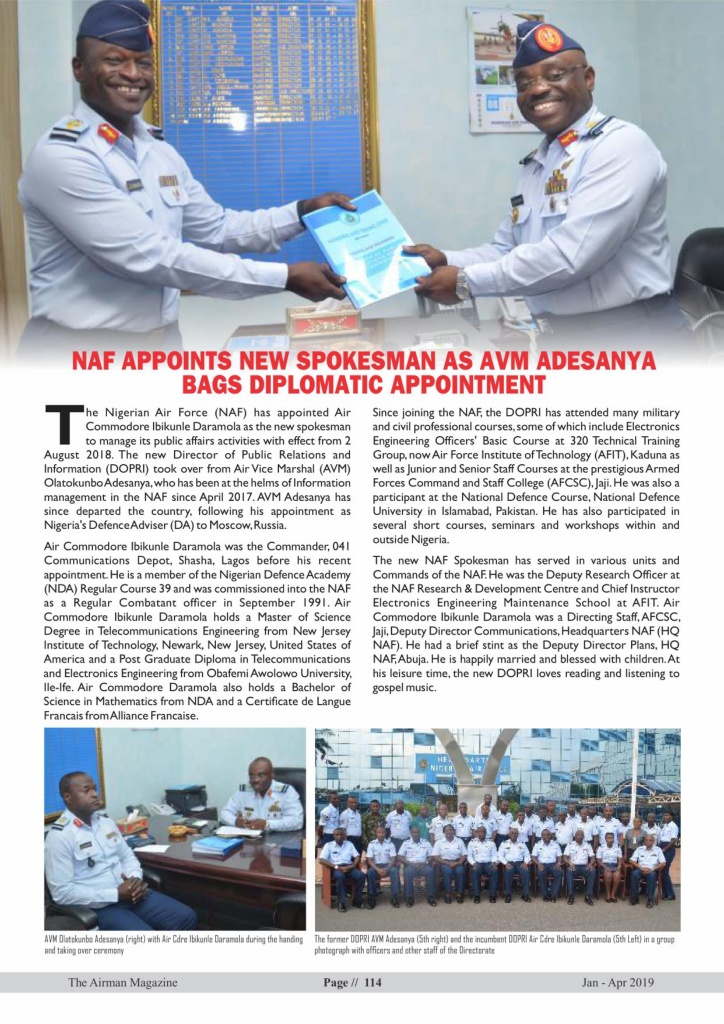 NAF APPOINTS NEW SPOKESMAN AS AVM ADESANYA
BAGS DIPLOMATIC APPOINTMENT
The Nigerian Air Force (NAF) has appointed Air
Commodore Ibikunle Daramola as the new spokesman
to manage its public affairs activities with effect from 2
August 2018. The new Director of Public Relations and
Information (DOPRI) took over from Air Vice Marshal (AVM)
Olatokunbo Adesanya, who has been at the helms of Information
management in the NAF since April 2017. AVM Adesanya has
since departed the country, following his appointment as
Nigeria's Defence Adviser (DA) to Moscow, Russia.
Air Commodore Ibikunle Daramola was the Commander, 041
Communications Depot, Shasha, Lagos before his recent
appointment. He is a member of the Nigerian Defence Academy
(NDA) Regular Course 39 and was commissioned into the NAF
as a Regular Combatant officer in September 1991. Air
Commodore Ibikunle Daramola holds a Master of Science
Degree in Telecommunications Engineering from New Jersey
Institute of Technology, Newark, New Jersey, United States of
America and a Post Graduate Diploma in Telecommunications
and Electronics Engineering from Obafemi Awolowo University,
Ile-Ife. Air Commodore Daramola also holds a Bachelor of
Science in Mathematics from NDA and a Certificate de Langue
Francais from Alliance Francaise.
Since joining the NAF, the DOPRI has attended many military
and civil professional courses, some of which include Electronics
Engineering Officers' Basic Course at 320 Technical Training
Group, now Air Force Institute of Technology (AFIT), Kaduna as
well as Junior and Senior Staff Courses at the prestigious Armed
Forces Command and Staff College (AFCSC), Jaji. He was also a
participant at the National Defence Course, National Defence
University in Islamabad, Pakistan. He has also participated in
several short courses, seminars and workshops within and
outside Nigeria.
The new NAF Spokesman has served in various units and
Commands of the NAF. He was the Deputy Research Officer at
the NAF Research & Development Centre and Chief Instructor
Electronics Engineering Maintenance School at AFIT. Air
Commodore Ibikunle Daramola was a Directing Staff, AFCSC,
Jaji, Deputy Director Communications, Headquarters NAF (HQ
NAF). He had a brief stint as the Deputy Director Plans, HQ
NAF, Abuja. He is happily married and blessed with children. At
his leisure time, the new DOPRI loves reading and listening to
gospel music.
AVM Olatokunbo Adesanya (right) with Air Cdre Ibikunle Daramola during the handing
and taking over ceremony
The former DOPRI AVM Adesanya (5th right) and the incumbent DOPRI Air Cdre Ibikunle Daramola (5th Left) in a group
photograph with officers and other staff of the Directorate
The Airman Magazine
Page // 114
Jan - Apr 2019